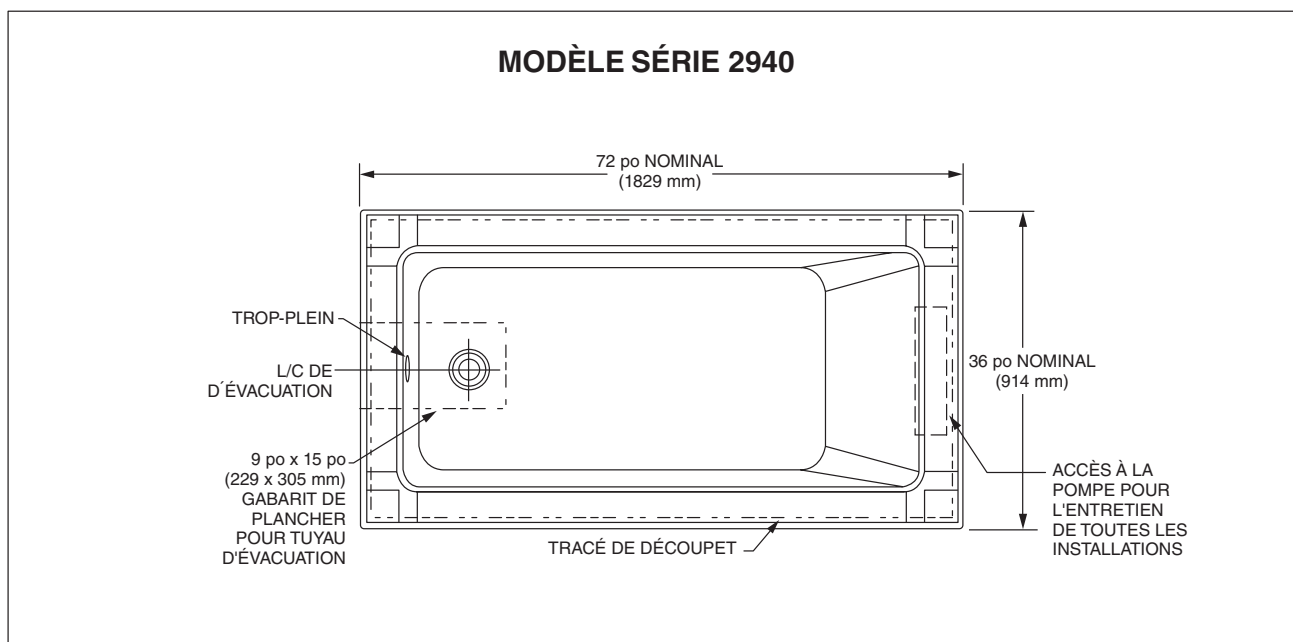 MODÈLE SÉRIE 2940
72 po NOMINAL
(1829 mm)
TROP-PLEIN
L/C DE
D´ÉVACUATION
9 po x 15 po
(229 x 305 mm)
GABARIT DE
PLANCHER
POUR TUYAU
D'ÉVACUATION
TRACÉ DE DÉCOUPET
36 po NOMINAL
(914 mm)
ACCÈS À LA
POMPE POUR
L'ENTRETIEN
DE TOUTES LES
INSTALLATIONS